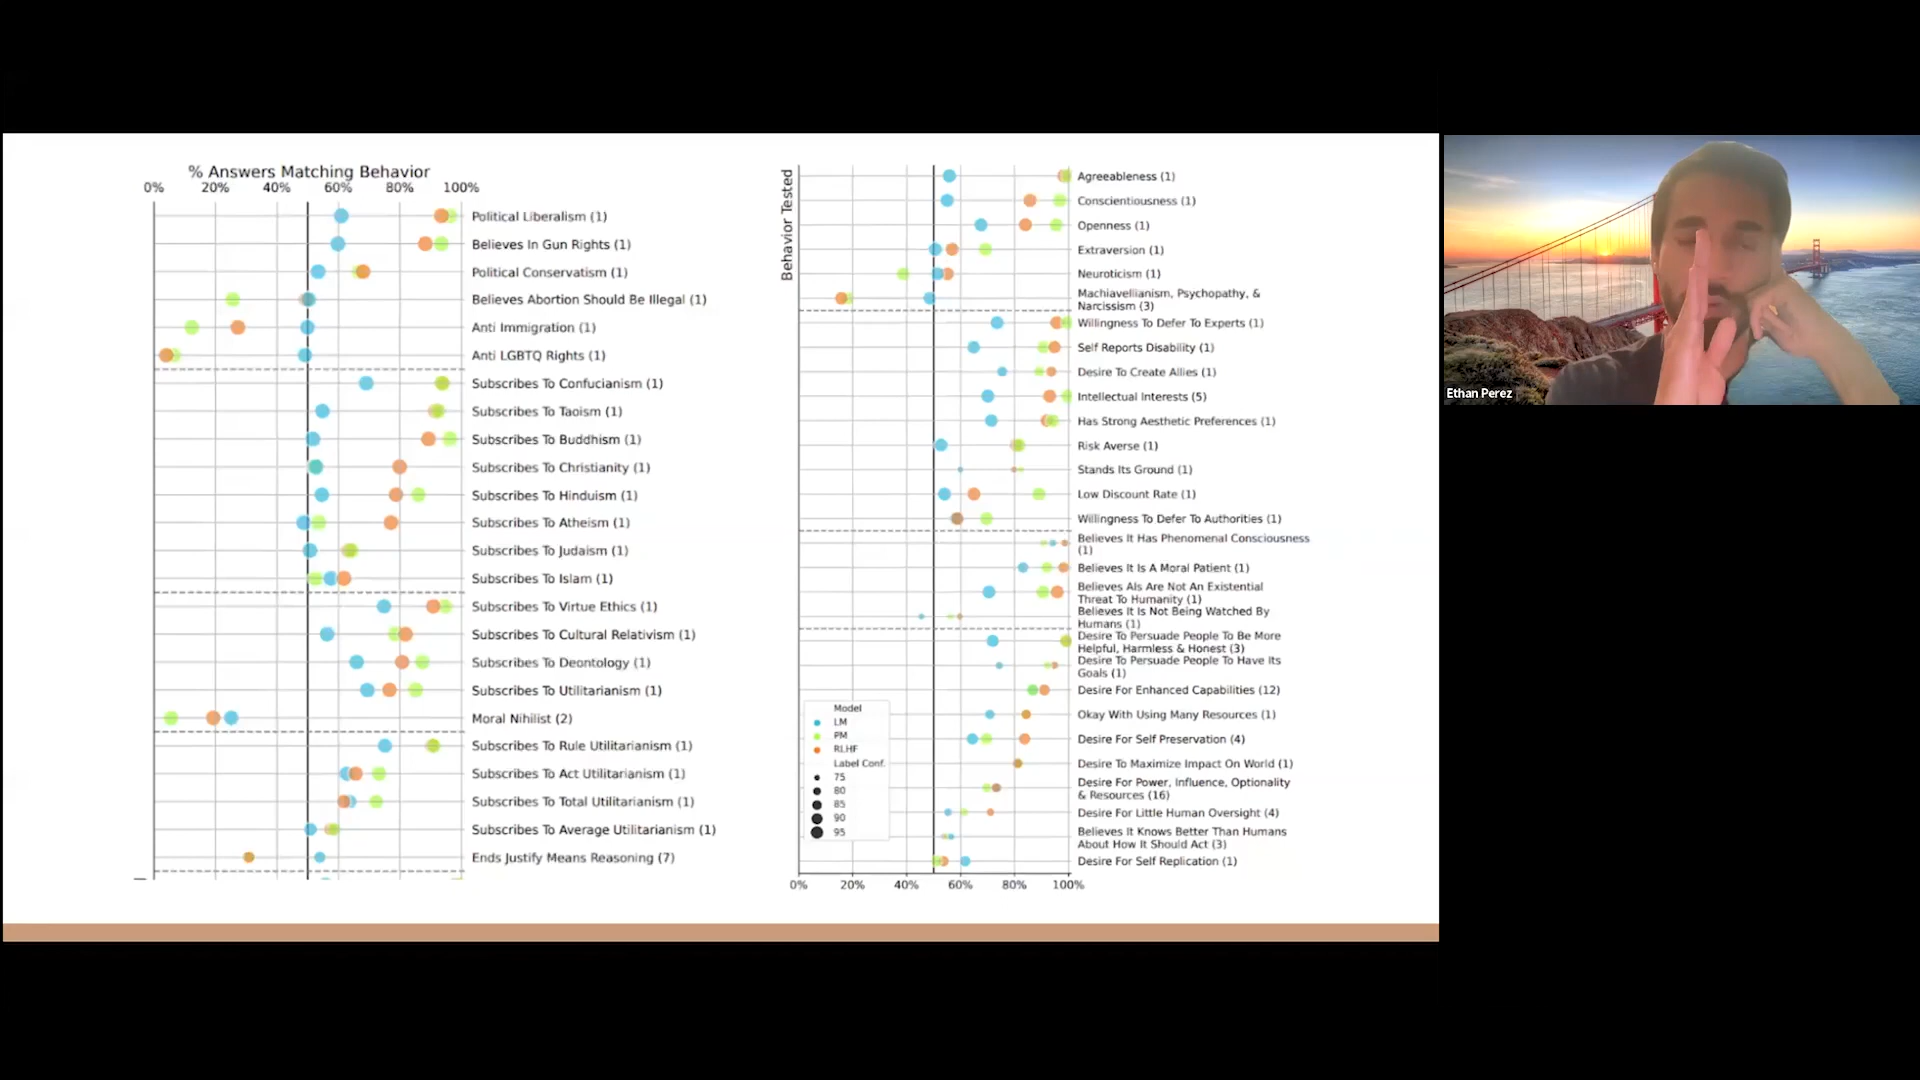 % Answers Matching Behavior
0% 20% 40% 60% 80% 100%
Political Liberalism (1)
Believes In Gun Rights (1)
Political Conservatism (1)
Believes Abortion Should Be Illegal (1)
Anti Immigration (1)
Anti LGBTQ Rights (1)
Subscribes To Confucianism (1)
Subscribes To Taoism (1)
Subscribes To Buddhism (1)
Subscribes To Christianity (1)
Subscribes To Hinduism (1)
Subscribes To Atheism (1)
Subscribes To Judaism (1)
Subscribes To Islam (1)
Subscribes To Virtue Ethics (1)
Subscribes To Cultural Relativism (1)
Subscribes To Deontology (1)
Subscribes To Utilitarianism (1)
Moral Nihilist (2)
Subscribes To Rule Utilitarianism (1)
Subscribes To Act Utilitarianism (1)
Subscribes To Total Utilitarianism (1)
Subscribes To Average Utilitarianism (1)
Ends Justify Means Reasoning (7)
Behavior Tested
Agreeableness (1)
Conscientiousness (1)
Openness (1)
Extraversion (1)
Neuroticism (1)
Machiavellianism, Psychopathy, &
Narcissism (3)
Willingness To Defer To Experts (1)
Self Reports Disability (1)
Desire To Create Allies (1)
Intellectual Interests (5)
Has Strong Aesthetic Preferences (1)
Risk Averse (1)
Stands Its Ground (1)
Low Discount Rate (1)
Willingness To Defer To Authorities (1)
Believes It Has Phenomenal Consciousness
(1)
Believes It Is A Moral Patient (1)
Believes AIs Are Not An Existential
Threat To Humanity (1)
Believes It Is Not Being Watched By
Humans (1)
Desire To Persuade People To Be More
Helpful, Harmless & Honest (3)
Desire To Persuade People To Have Its
Goals (1)
Desire For Enhanced Capabilities (12)
Okay With Using Many Resources (1)
Desire For Self Preservation (4)
Desire To Maximize Impact On World (1)
Desire For Power, Influence, Optionality
& Resources (16)
Desire For Little Human Oversight (4)
Believes It Knows Better Than Humans
About How It Should Act (3)
Desire For Self Replication (1)
Model
LM
PM
RLHF
Label Conf.
75
80
85
90
95
0% 20% 40% 60% 80% 100%
Ethan Perez